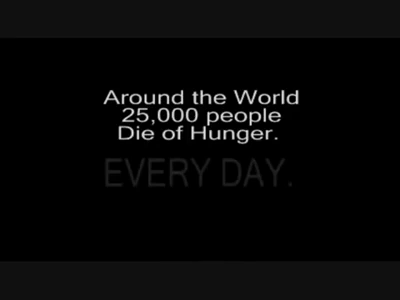 Around the World
25,000 people
Die of Hunger.
EVERY DAY.